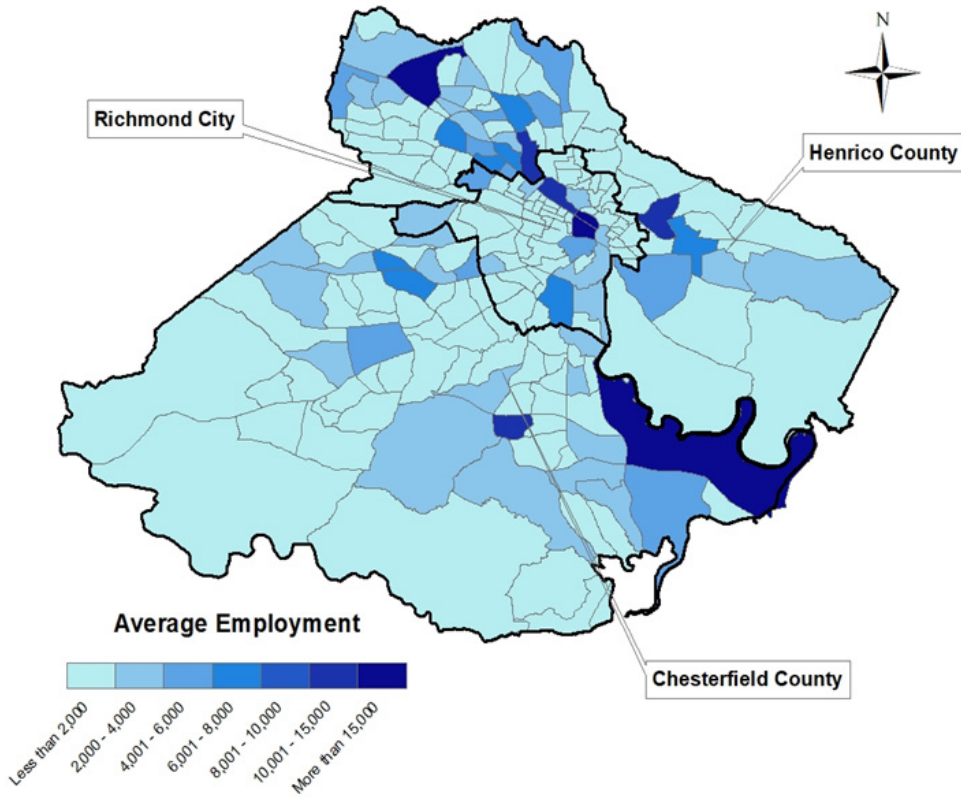 N
Richmond City
Henrico County
Chesterfield County
Average Employment
Less than 2,000
2,000 - 4,000
4,001 - 6,000
6,001 - 8,000
8,001 - 10,000
10,001 - 15,000
More than 15,000